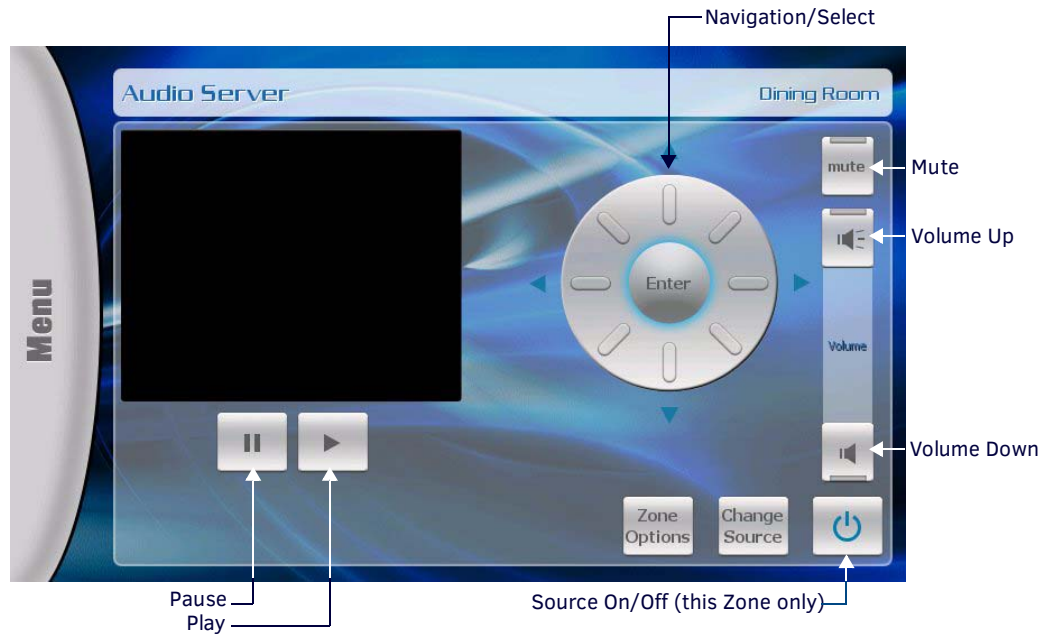 Navigation/Select
Audio Server
Dining Room
mute
Mute
Volume Up
Enter
Menu
Volume
Volume Down
Zone
Options
Change
Source
Pause
Play
Source On/Off (this Zone only)